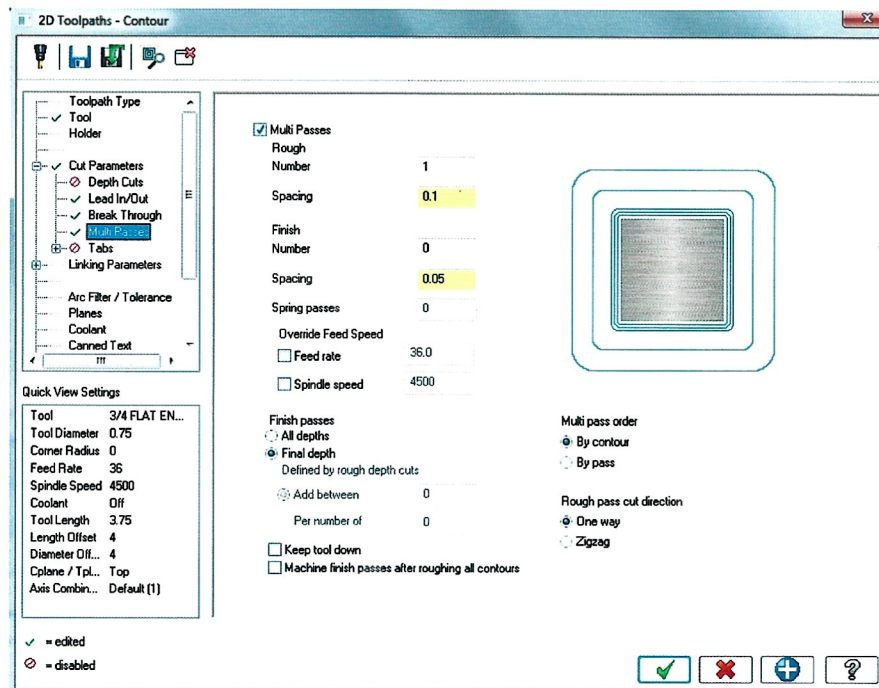 2D Toolpaths - Contour
Toolpath Type
Tool
Holder
Cut Parameters
Depth Cuts
Lead In/Out
Break Through
Multi Passes
Tabs
Linking Parameters
Arc Filter / Tolerance
Planes
Coolant
Canned Text
Quick View Settings
Tool 3/4 FLAT EN...
Tool Diameter 0.75
Corner Radius 0
Feed Rate 36
Spindle Speed 4500
Coolant Off
Tool Length 3.75
Length Offset 4
Diameter Off... 4
Cplane / Tpl... Top
Axis Combin... Default (1)
= edited
= disabled
Multi Passes
Rough
Number 1
Spacing 0.1
Finish
Number 0
Spacing 0.05
Spring passes 0
Override Feed Speed
Feed rate 36.0
Spindle speed 4500
Finish passes
All depths
Final depth
Defined by rough depth cuts
Add between 0
Per number of 0
Keep tool down
Machine finish passes after roughing all contours
Multi pass order
By contour
By pass
Rough pass cut direction
One way
Zigzag